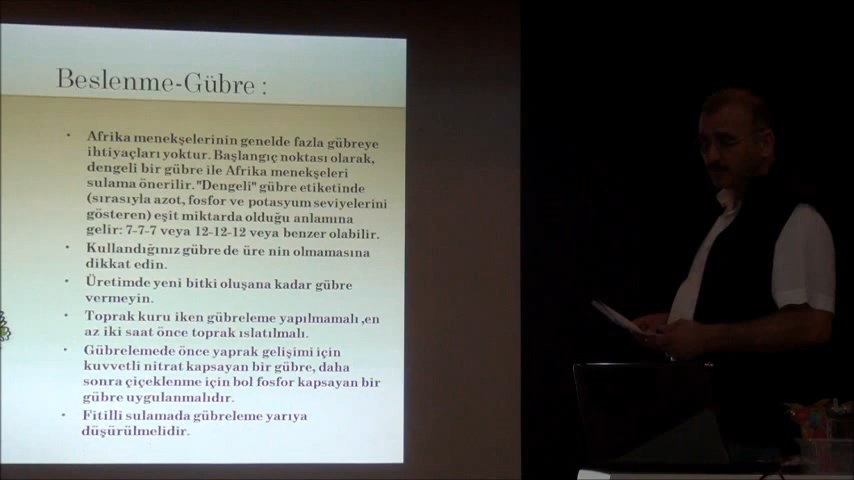 Beslenme-Gübre :
• Afrika menekşelerinin genelde fazla gübreye
ihtiyaçları yoktur. Başlangıç noktası olarak,
dengeli bir gübre ile Afrika menekşeleri
sulama önerilir. "Dengeli" gübre etiketinde
(sırasıyla azot, fosfor ve potasyum seviyelerini
gösteren) eşit miktarda olduğu anlamına
gelir: 7-7-7 veya 12-12-12 veya benzer olabilir.
• Kullandığınız gübre de üre nin olmamasına
dikkat edin.
• Üretimde yeni bitki oluşana kadar gübre
vermeyin.
• Toprak kuru iken gübreleme yapılmamalı ,en
az iki saat önce toprak ıslatılmalı.
• Gübrelemede önce yaprak gelişimi için
kuvvetli nitrat kapsayan bir gübre, daha
sonra çiçeklenme için bol fosfor kapsayan bir
gübre uygulanmalıdır.
• Fitilli sulamada gübreleme yarıya
düşürülmelidir.